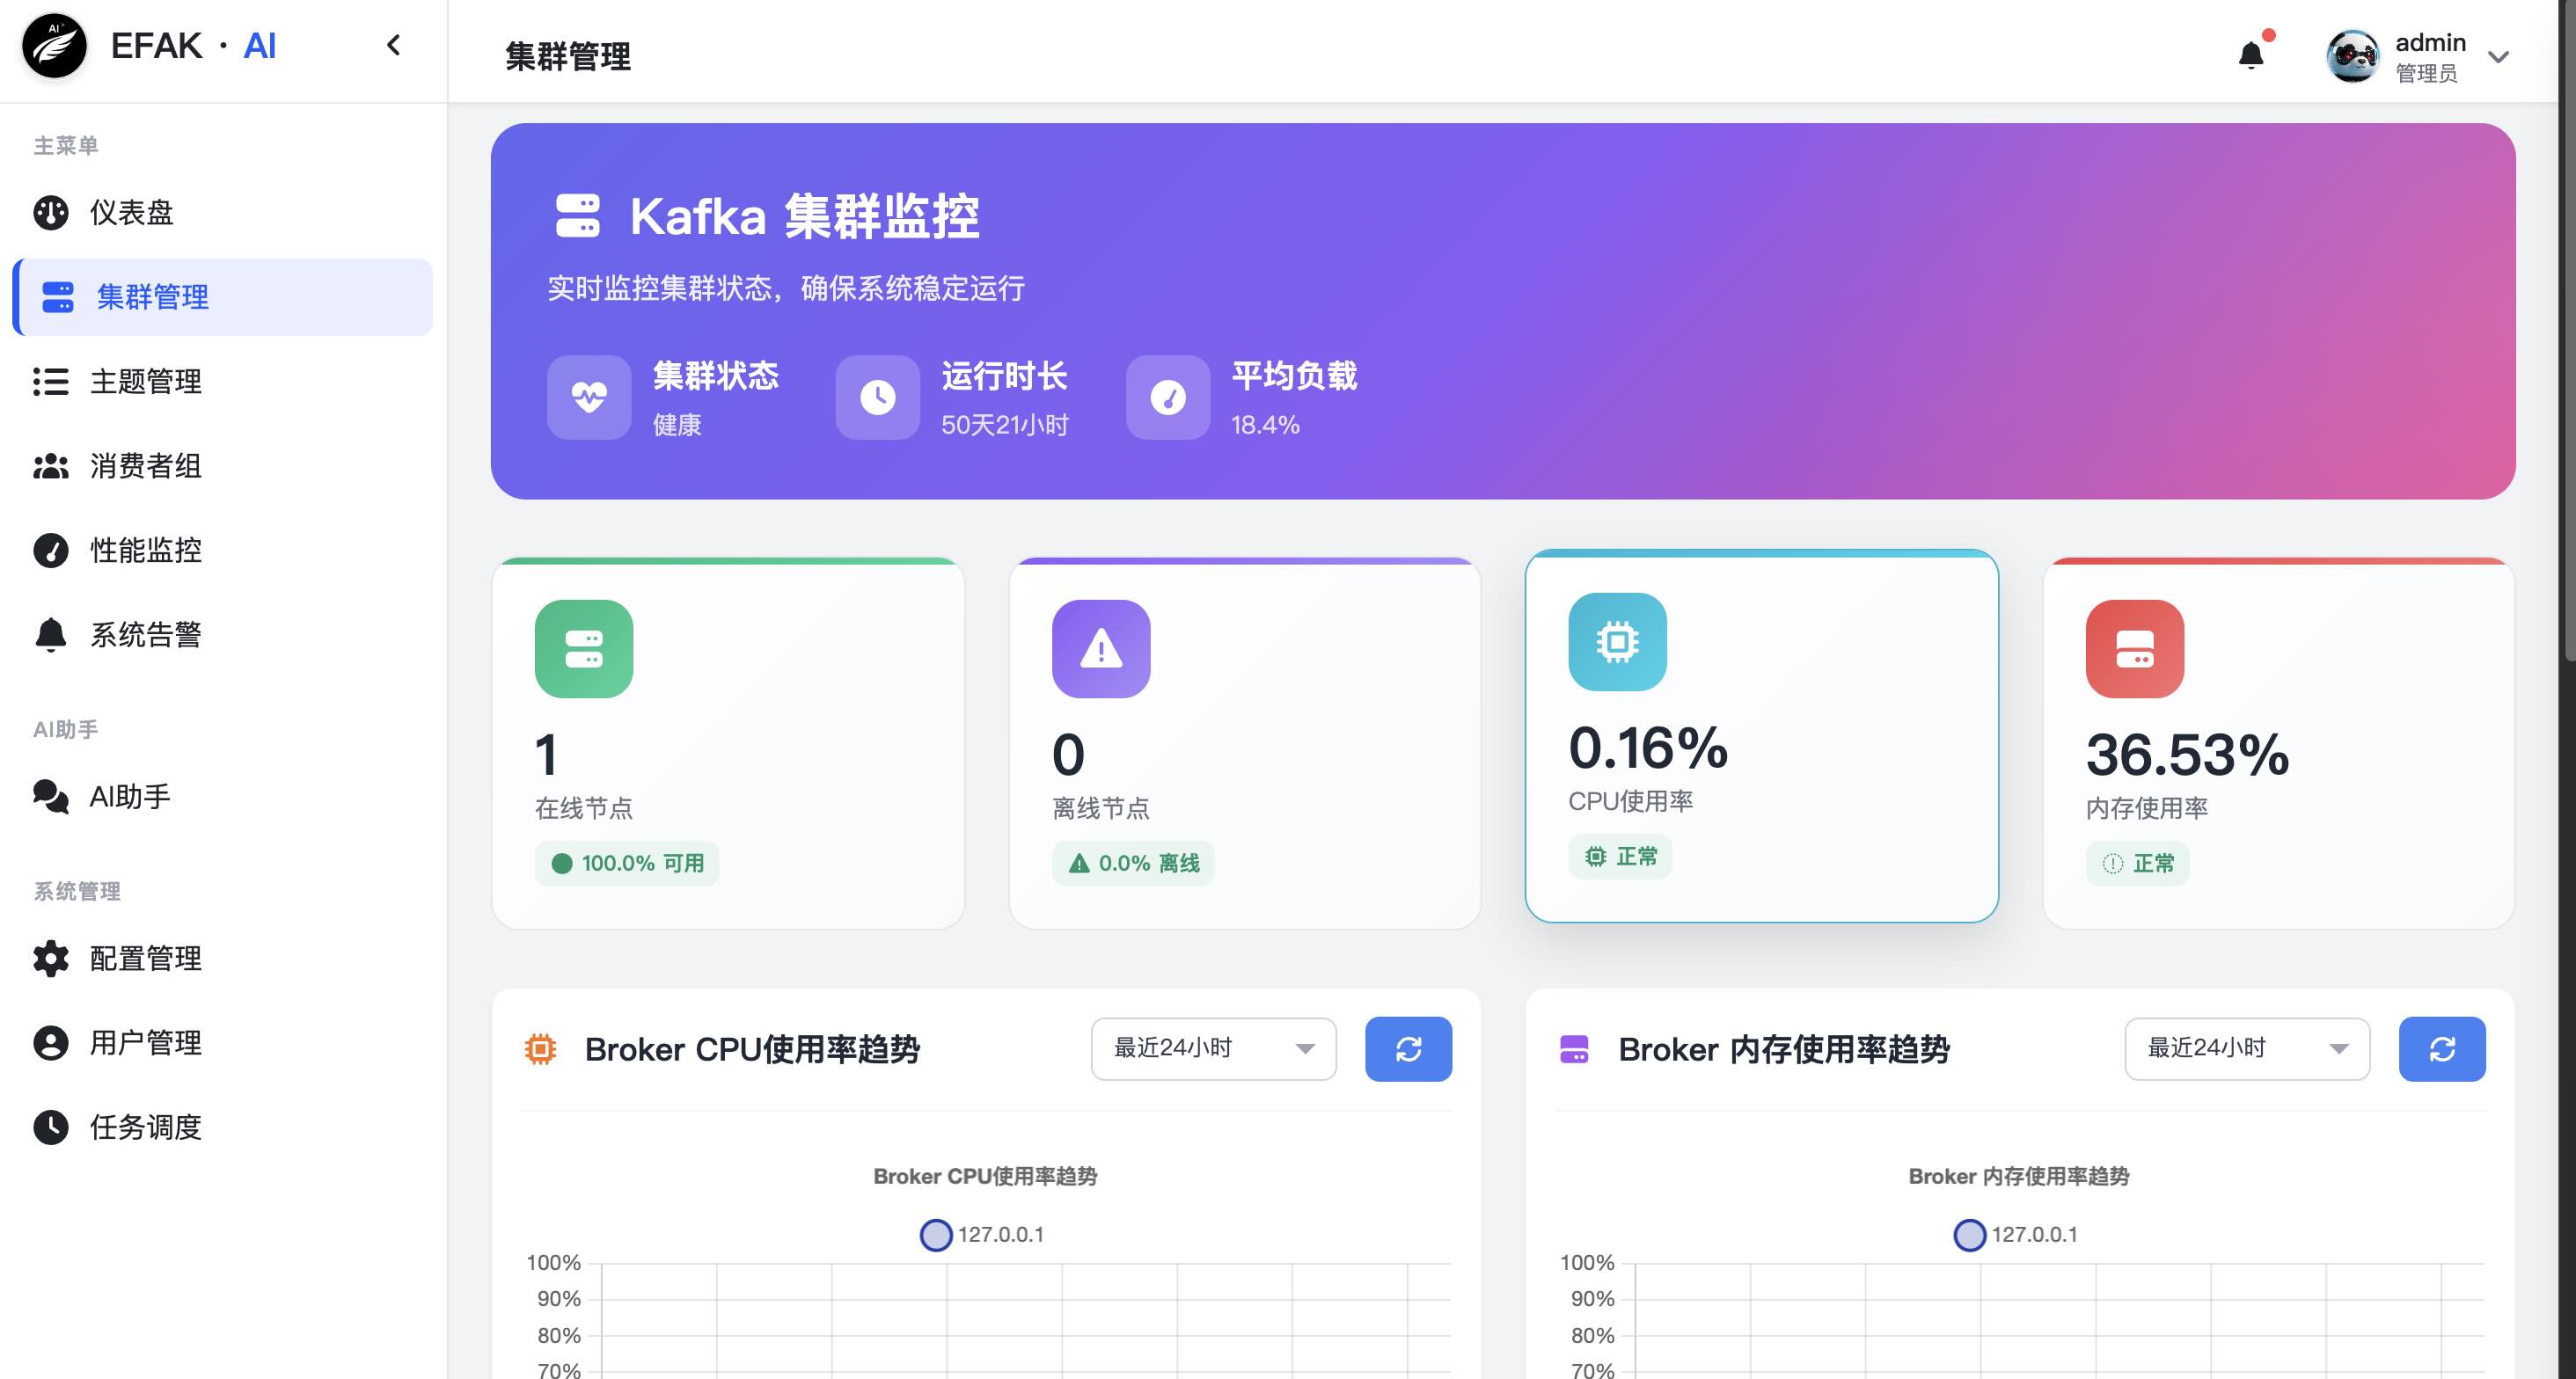 AI
EFAK · AI
主菜单
仪表盘
集群管理
主题管理
消费者组
性能监控
系统告警
AI助手
AI助手
系统管理
配置管理
用户管理
任务调度
集群管理
admin
管理员
Kafka 集群监控
实时监控集群状态，确保系统稳定运行
集群状态
健康
运行时长
50天21小时
平均负载
18.4%
1
在线节点
100.0% 可用
0
离线节点
0.0% 离线
0.16%
CPU使用率
正常
36.53%
内存使用率
正常
Broker CPU使用率趋势
最近24小时
Broker CPU使用率趋势
127.0.0.1
100%
90%
80%
70%
Broker 内存使用率趋势
最近24小时
Broker 内存使用率趋势
127.0.0.1
100%
90%
80%
70%